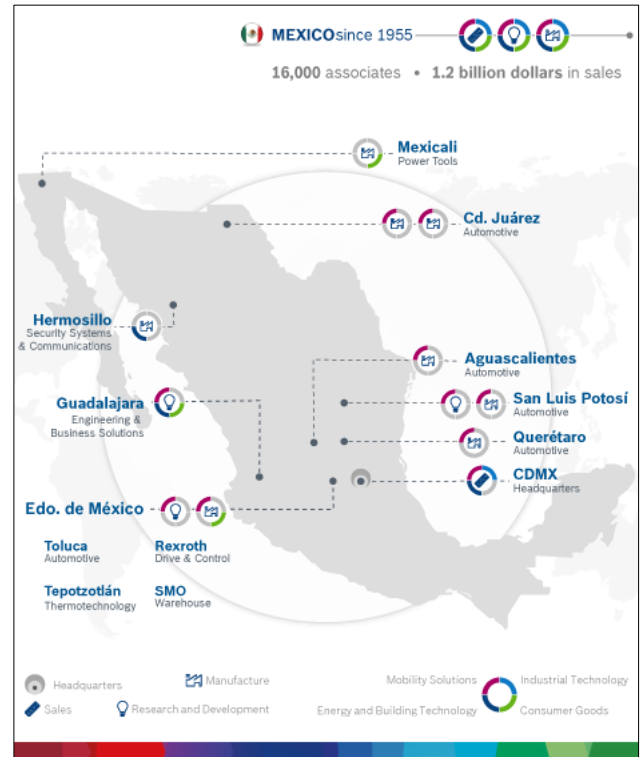 MEXICO since 1955
16,000 associates • 1.2 billion dollars in sales
Mexicali
Power Tools
Cd. Juárez
Automotive
Hermosillo
Security Systems
& Communications
Aguascalientes
Automotive
Guadalajara
Engineering &
Business Solutions
San Luis Potosí
Automotive
Querétaro
Automotive
CDMX
Headquarters
Edo. de México
Toluca
Automotive
Rexroth
Drive & Control
Tepotzotlán
Thermotechnology
SMO
Warehouse
Headquarters
Manufacture
Sales
Research and Development
Mobility Solutions
Industrial Technology
Energy and Building Technology
Consumer Goods